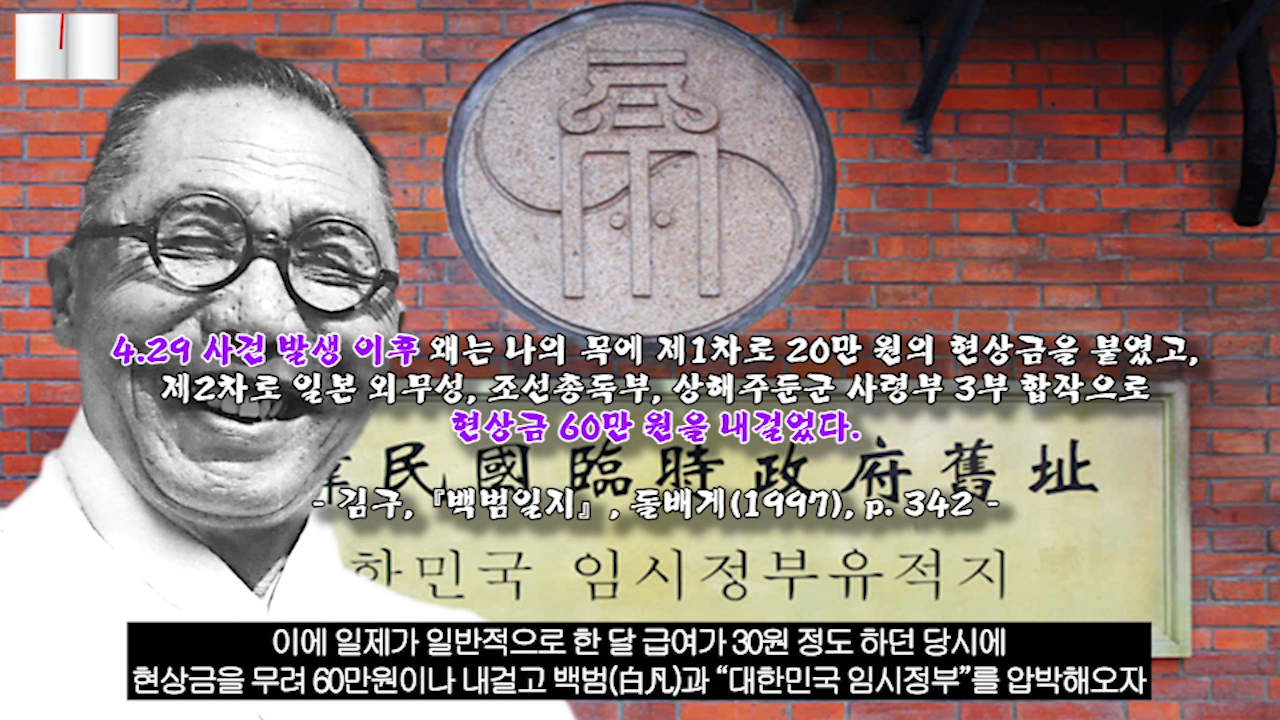 4.29 사건 발생 이후 왜는 나의 목에 제1차로 20만 원의 현상금을 붙였고,
제2차로 일본 외무성, 조선총독부, 상해주둔군 사령부 3부 합작으로
현상금 60만 원을 내걸었다.
民國臨時政府舊址
- 김구, 『백범일지』, 돌배게(1997), p. 342 -
한민국 임시정부유적지
이에 일제가 일반적으로 한 달 급여가 30원 정도 하던 당시에
현상금을 무려 60만원이나 내걸고 백범(白凡)과 “대한민국 임시정부”를 압박해오자